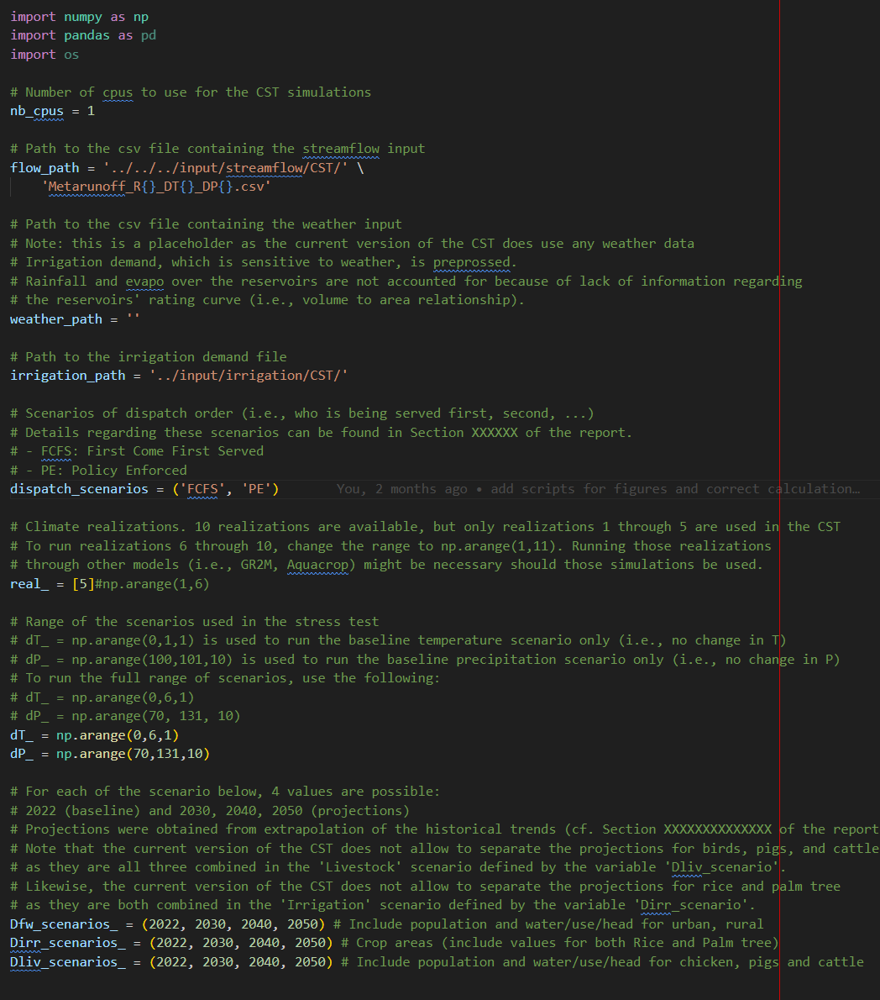 import numpy as np
import pandas as pd
import os
# Number of cpus to use for the CST simulations
nb_cpus = 1
# Path to the csv file containing the streamflow input
flow_path = '../../../input/streamflow/CST/' \
'Metarunoff_R{}_DT{}_DP{}.csv'
# Path to the csv file containing the weather input
# Note: this is a placeholder as the current version of the CST does use any weather data
# Irrigation demand, which is sensitive to weather, is preprossed.
# Rainfall and evapo over the reservoirs are not accounted for because of lack of information regarding
# the reservoirs' rating curve (i.e., volume to area relationship).
weather_path = ''
# Path to the irrigation demand file
irrigation_path = '../input/irrigation/CST/'
# Scenarios of dispatch order (i.e., who is being served first, second, ...)
# Details regarding these scenarios can be found in Section XXXXXX of the report.
# - FCFS: First Come First Served
# - PE: Policy Enforced
dispatch_scenarios = ('FCFS', 'PE') You, 2 months ago • add scripts for figures and correct calculation…
# Climate realizations. 10 realizations are available, but only realizations 1 through 5 are used in the CST
# To run realizations 6 through 10, change the range to np.arange(1,11). Running those realizations
# through other models (i.e., GR2M, Aquacrop) might be necessary should those simulations be used.
real_ = [5]#np.arange(1,6)
# Range of the scenarios used in the stress test
# dT_ = np.arange(0,1,1) is used to run the baseline temperature scenario only (i.e., no change in T)
# dP_ = np.arange(100,101,10) is used to run the baseline precipitation scenario only (i.e., no change in P)
# To run the full range of scenarios, use the following:
# dT_ = np.arange(0,6,1)
# dP_ = np.arange(70, 131, 10)
dT_ = np.arange(0,6,1)
dP_ = np.arange(70,131,10)
# For each of the scenario below, 4 values are possible:
# 2022 (baseline) and 2030, 2040, 2050 (projections)
# Projections were obtained from extrapolation of the historical trends (cf. Section XXXXXXXXXXXXXX of the report
# Note that the current version of the CST does not allow to separate the projections for birds, pigs, and cattle
# as they are all three combined in the 'Livestock' scenario defined by the variable 'Dliv_scenario'.
# Likewise, the current version of the CST does not allow to separate the projections for rice and palm tree
# as they are both combined in the 'Irrigation' scenario defined by the variable 'Dirr_scenario'.
Dfw_scenarios_ = (2022, 2030, 2040, 2050) # Include population and water/use/head for urban, rural
Dirr_scenarios_ = (2022, 2030, 2040, 2050) # Crop areas (include values for both Rice and Palm tree)
Dliv_scenarios_ = (2022, 2030, 2040, 2050) # Include population and water/use/head for chicken, pigs and cattle